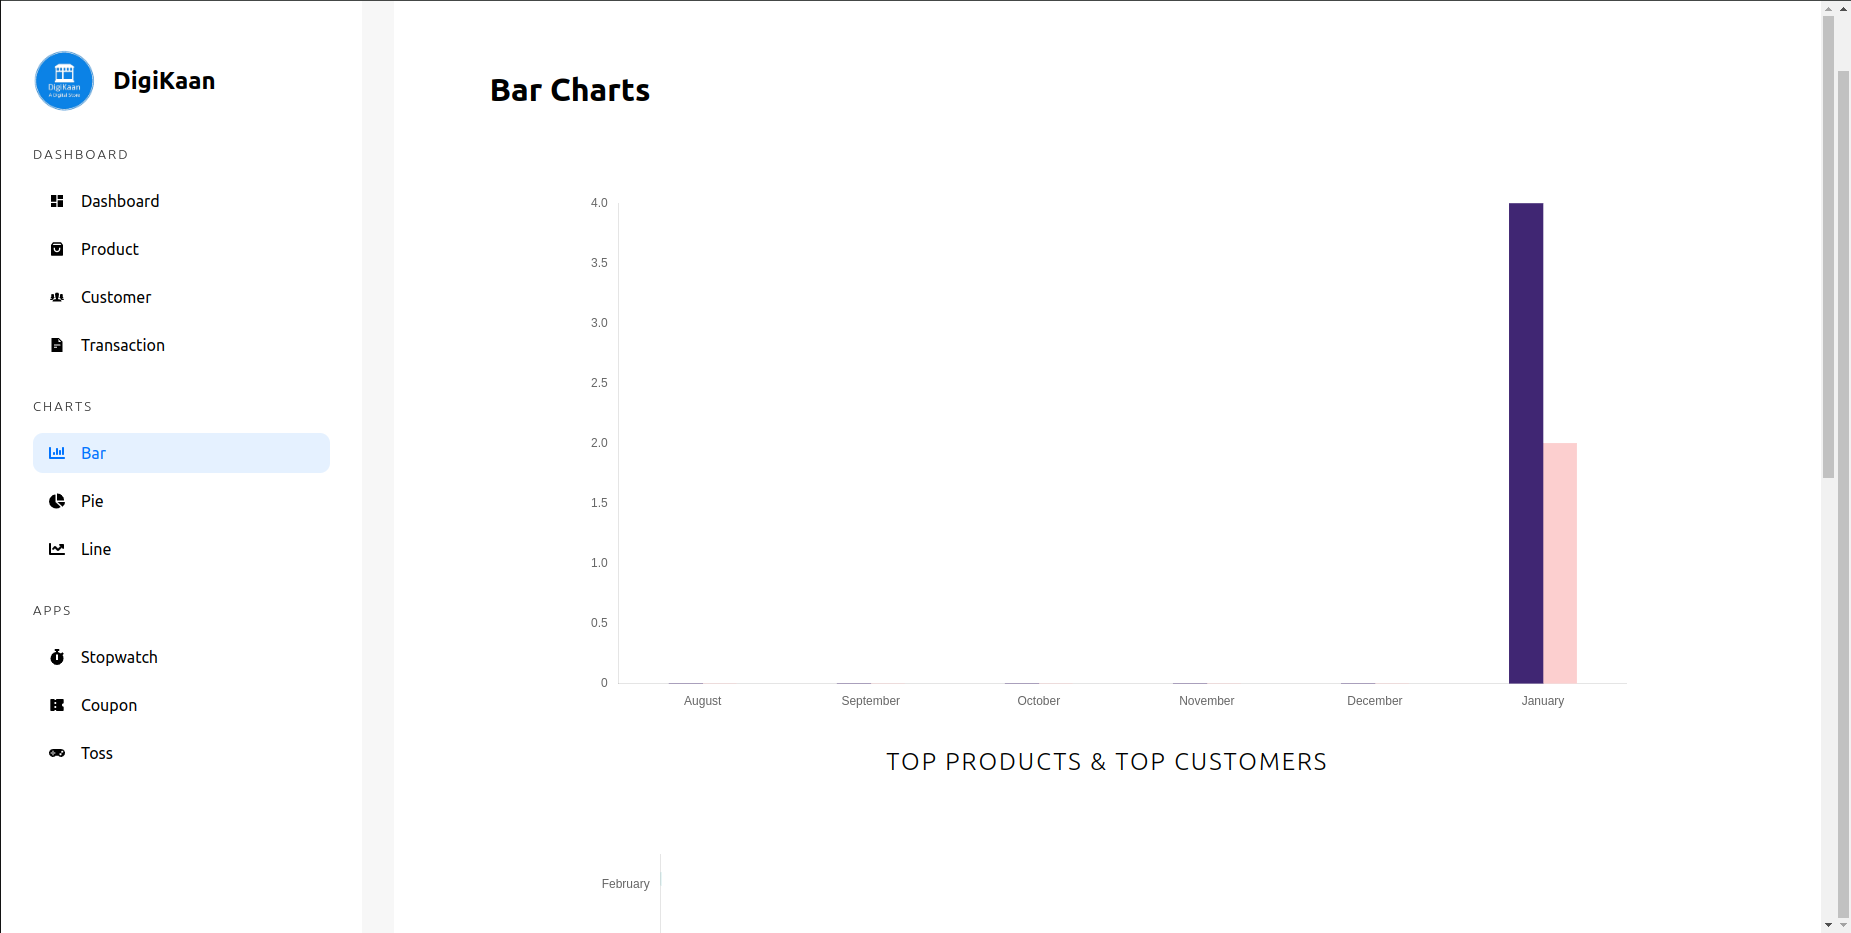 DigiKaan
A Digital Store
DigiKaan
DASHBOARD
Dashboard
Product
Customer
Transaction
CHARTS
Bar
Pie
Line
APPS
Stopwatch
Coupon
Toss
Bar Charts
4.0
3.5
3.0
2.5
2.0
1.5
1.0
0.5
0
August September October November December January
TOP PRODUCTS & TOP CUSTOMERS
February